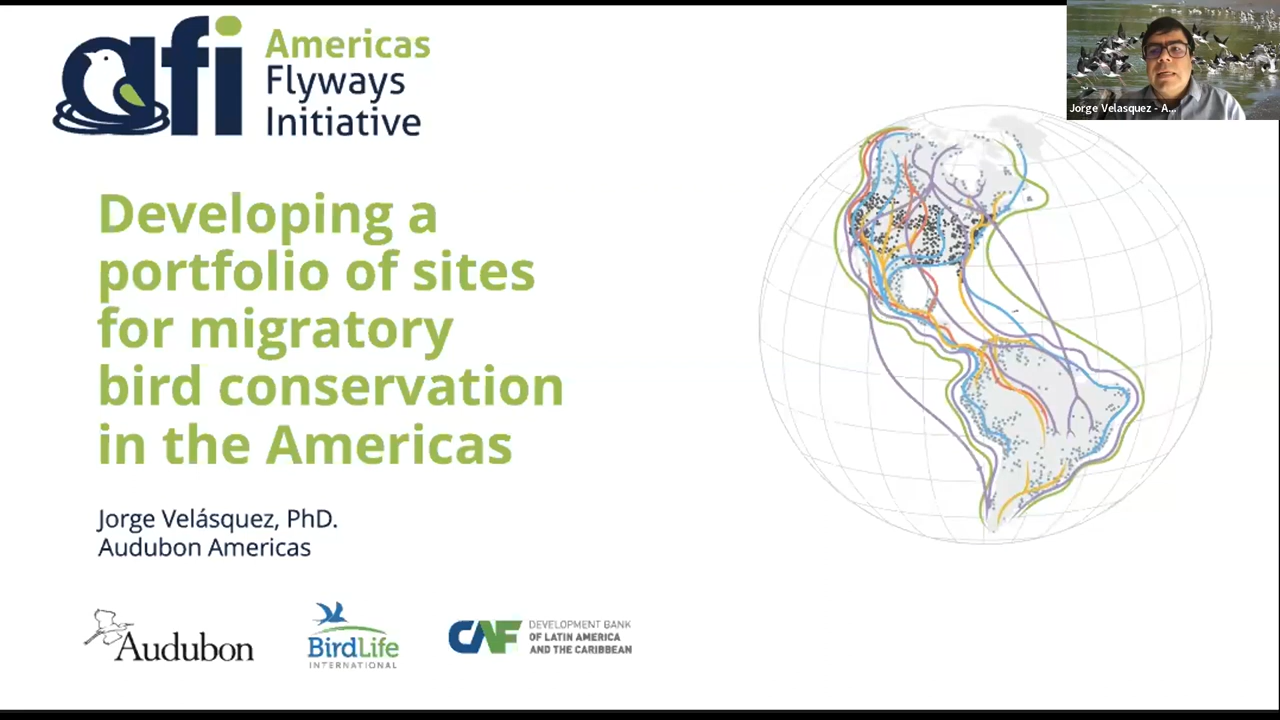 afi
Americas
Flyways
Initiative
Jorge Velasquez - A...
Developing a
portfolio of sites
for migratory
bird conservation
in the Americas
Jorge Velásquez, PhD.
Audubon Americas
Audubon
BirdLife
INTERNATIONAL
CAF
DEVELOPMENT BANK
OF LATIN AMERICA
AND THE CARIBBEAN